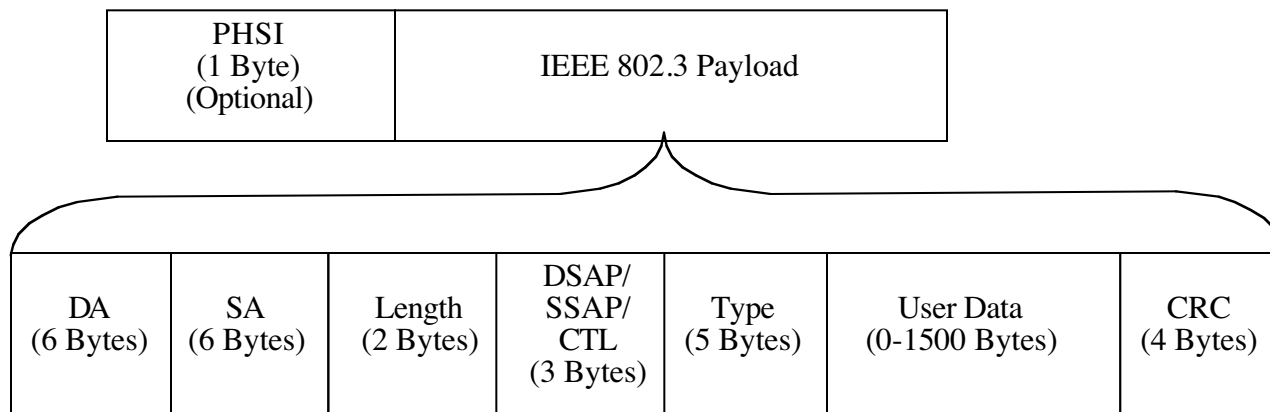 PHSI
(1 Byte)
(Optional)
IEEE 802.3 Payload
DA
(6 Bytes)
SA
(6 Bytes)
Length
(2 Bytes)
DSAP/
SSAP/
CTL
(3 Bytes)
Type
(5 Bytes)
User Data
(0-1500 Bytes)
CRC
(4 Bytes)